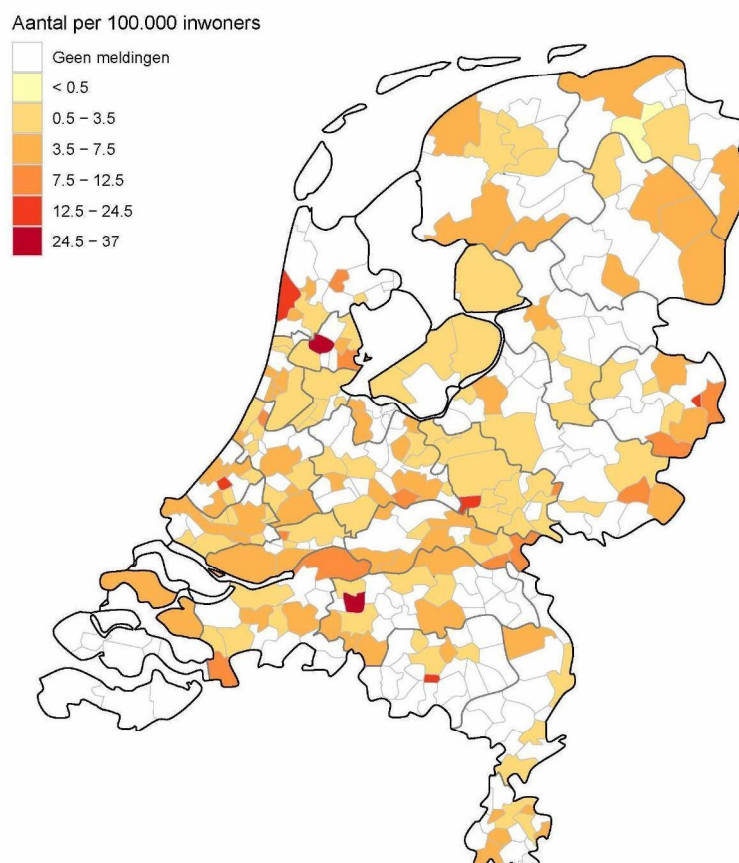 Aantal per 100.000 inwoners
Geen meldingen
< 0.5
0.5 – 3.5
3.5 – 7.5
7.5 – 12.5
12.5 – 24.5
24.5 – 37